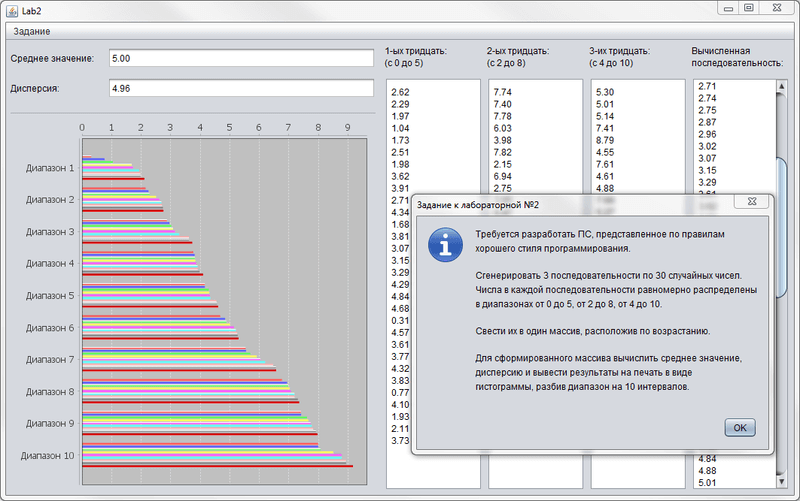 Lab2
Задание
Среднее значение:
5.00
Дисперсия:
4.96
0 1 2 3 4 5 6 7 8 9
Диапазон 1
Диапазон 2
Диапазон 3
Диапазон 4
Диапазон 5
Диапазон 6
Диапазон 7
Диапазон 8
Диапазон 9
Диапазон 10
1-ых тридцать:
(с 0 до 5)
2.62
2.29
1.97
1.04
1.73
2.51
1.98
3.62
3.91
2.71
4.34
1.68
3.81
3.07
3.15
3.29
4.29
4.84
4.68
0.31
4.57
3.61
3.77
4.32
3.83
0.77
4.10
1.93
2.11
3.73
2-ых тридцать:
(с 2 до 8)
7.74
7.40
7.78
6.03
3.98
7.82
2.15
6.94
2.75
3-их тридцать:
(с 4 до 10)
5.30
5.01
5.14
7.41
8.79
4.55
7.61
4.61
4.88
Вычисленная
последовательность:
2.71
2.74
2.75
2.87
2.96
3.02
3.07
3.15
3.29
4.84
4.88
5.01
Задание к лабораторной №2
Требуется разработать ПС, представленное по правилам
хорошего стиля программирования.
Сгенерировать 3 последовательности по 30 случайных чисел.
Числа в каждой последовательности равномерно распределены
в диапазонах от 0 до 5, от 2 до 8, от 4 до 10.
Свести их в один массив, расположив по возрастанию.
Для сформированного массива вычислить среднее значение,
дисперсию и вывести результаты на печать в виде
гистограммы, разбив диапазон на 10 интервалов.
OK